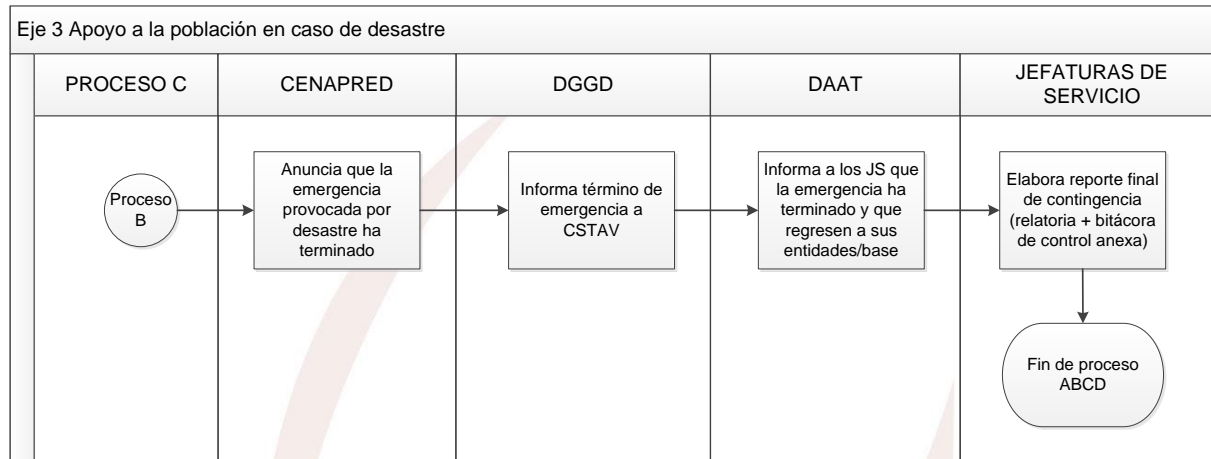 Eje 3 Apoyo a la población en caso de desastre
PROCESO C
CENAPRED
DGGD
DAAT
JEFATURAS DE
SERVICIO
Proceso
B
Anuncia que la
emergencia
provocada por
desastre ha
terminado
Informa término de
emergencia a
CSTAV
Informa a los JS que
la emergencia ha
terminado y que
regresen a sus
entidades/base
Elabora reporte final
de contingencia
(relatoria + bitácora
de control anexa)
Fin de proceso
ABCD